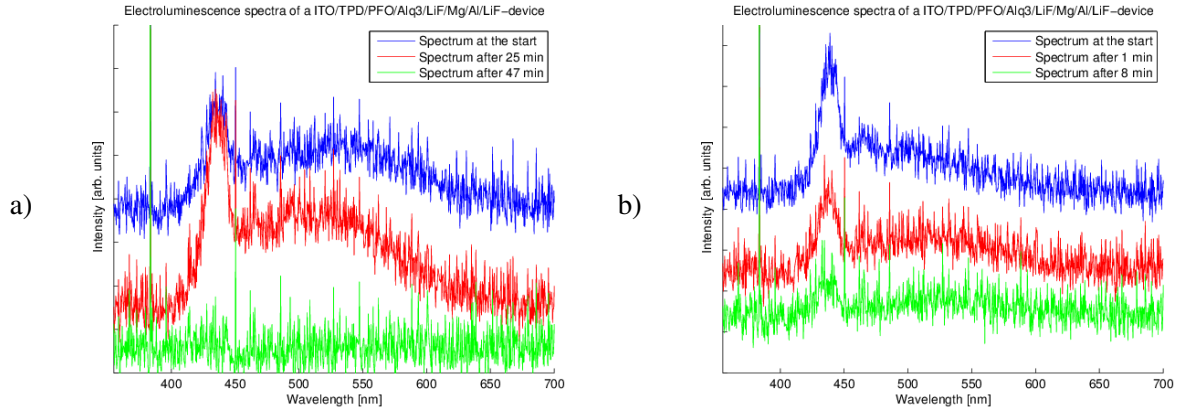 Electroluminescence spectra of a ITO/TPD/PFO/Alq3/LiF/Mg/Al/LiF−device
Spectrum at the start
Spectrum after 25 min
Spectrum after 47 min
a)
Intensity [arb. units]
400 450 500 550 600 650 700
Wavelength [nm]
Electroluminescence spectra of a ITO/TPD/PFO/Alq3/LiF/Mg/Al/LiF−device
Spectrum at the start
Spectrum after 1 min
Spectrum after 8 min
b)
Intensity [arb. units]
400 450 500 550 600 650 700
Wavelength [nm]